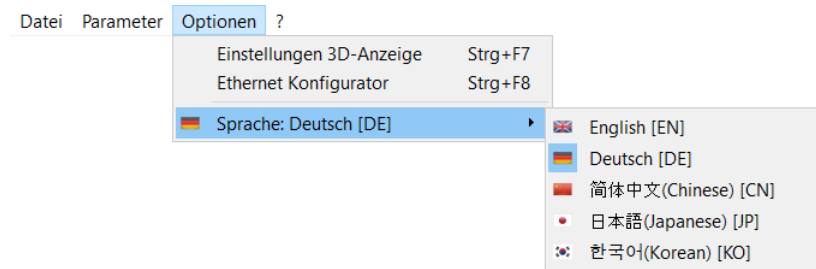 Datei Parameter Optionen ?
Einstellungen 3D-Anzeige Strg+F7
Ethernet Konfigurator Strg+F8
Sprache: Deutsch [DE]
English [EN]
Deutsch [DE]
简体中文(Chinese) [CN]
日本語(Japanese) [JP]
한국어(Korean) [KO]